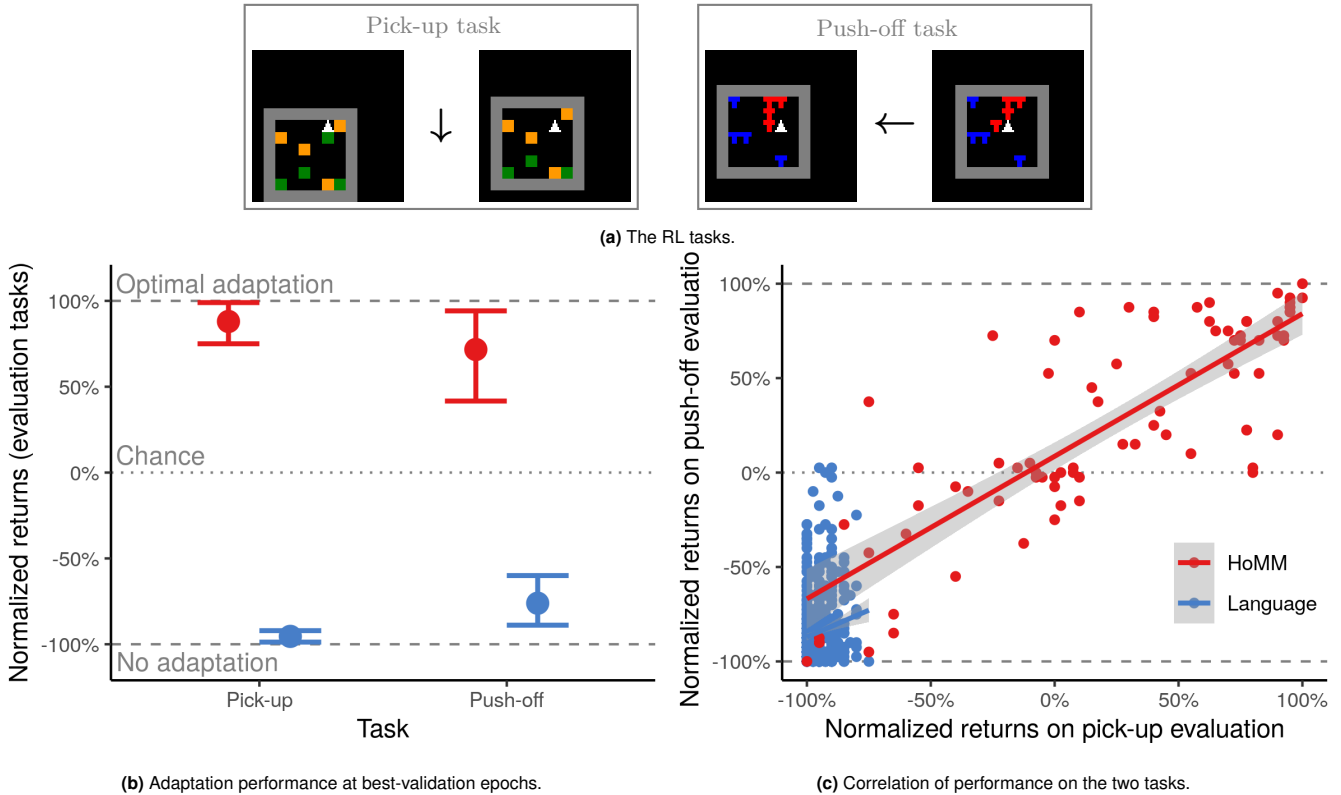 Pick-up task
Push-off task
(a) The RL tasks.
Normalized returns (evaluation tasks)
Optimal adaptation
100%
50%
Chance
0%
-50%
-100%
No adaptation
Pick-up
Push-off
Task
(b) Adaptation performance at best-validation epochs.
Normalized returns on push-off evaluatio
100%
50%
0%
-50%
-100%
HoMM
Language
-100%
-50%
0%
50%
100%
Normalized returns on pick-up evaluation
(c) Correlation of performance on the two tasks.